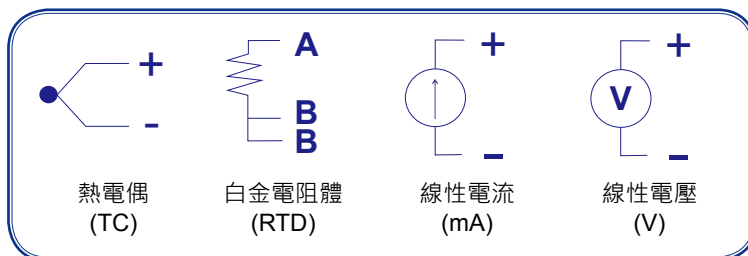 +
-
A
B
B
+
-
V
+
-
熱電偶
(TC)
白金電阻體
(RTD)
線性電流
(mA)
線性電壓
(V)